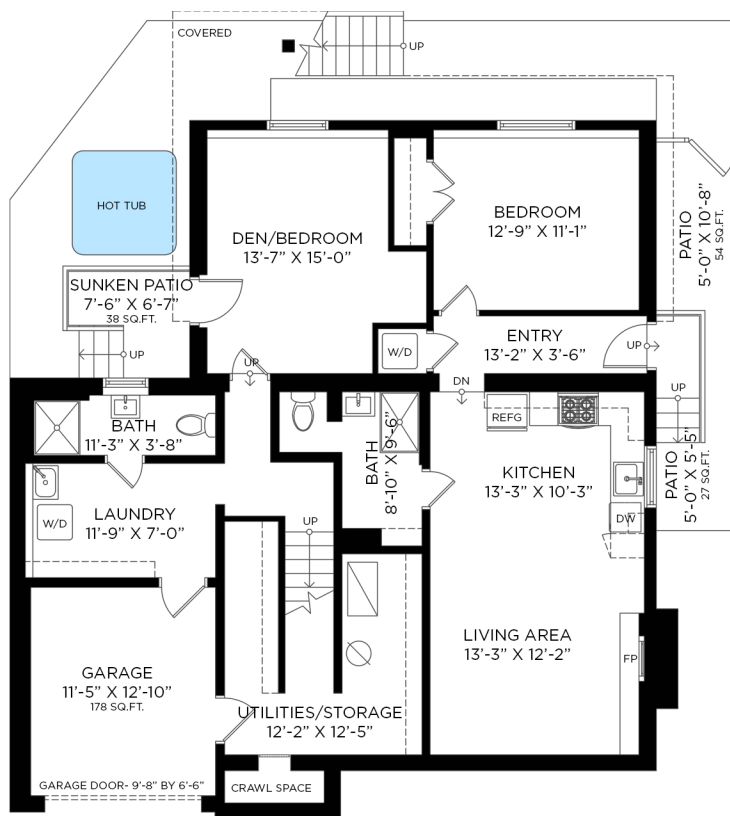 COVERED
UP
HOT TUB
DEN/BEDROOM
13'-7" X 15'-0"
BEDROOM
12'-9" X 11'-1"
PATIO
5'-0" X 10'-8"
54 SQ.FT.
SUNKEN PATIO
7'-6" X 6'-7"
38 SQ.FT.
UP
UP
W/D
ENTRY
13'-2" X 3'-6"
UP
DN
UP
BATH
11'-3" X 3'-8"
BATH
8'-10" X 9'-6"
REFG
KITCHEN
13'-3" X 10'-3"
DW
PATIO
5'-0" X 5'-5"
27 SQ.FT.
W/D
LAUNDRY
11'-9" X 7'-0"
UP
LIVING AREA
13'-3" X 12'-2"
FP
GARAGE
11'-5" X 12'-10"
178 SQ.FT.
UTILITIES/STORAGE
12'-2" X 12'-5"
GARAGE DOOR- 9'-8" BY 6'-6"
CRAWL SPACE